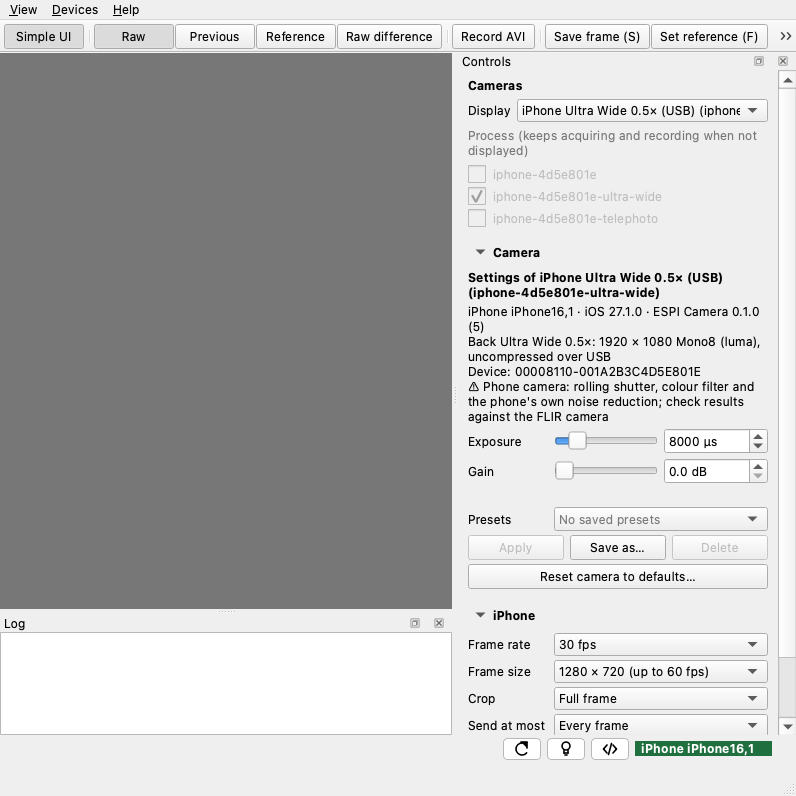 View Devices Help
Simple UI Raw Previous Reference Raw difference Record AVI Save frame (S) Set reference (F)
Controls
Cameras
Display iPhone Ultra Wide 0.5× (USB) (iphone
Process (keeps acquiring and recording when not
displayed)
iphone-4d5e801e
iphone-4d5e801e-ultra-wide
iphone-4d5e801e-telephoto
Camera
Settings of iPhone Ultra Wide 0.5× (USB)
(iphone-4d5e801e-ultra-wide)
iPhone iPhone16,1 · iOS 27.1.0 · ESPI Camera 0.1.0
(5)
Back Ultra Wide 0.5×: 1920 × 1080 Mono8 (luma),
uncompressed over USB
Device: 00008110-001A2B3C4D5E801E
⚠ Phone camera: rolling shutter, colour filter and
the phone's own noise reduction; check results
against the FLIR camera
Exposure 8000 µs
Gain 0.0 dB
Presets No saved presets
Apply Save as... Delete
Reset camera to defaults...
iPhone
Frame rate 30 fps
Frame size 1280 × 720 (up to 60 fps)
Crop Full frame
Send at most Every frame
Log
iPhone iPhone16,1